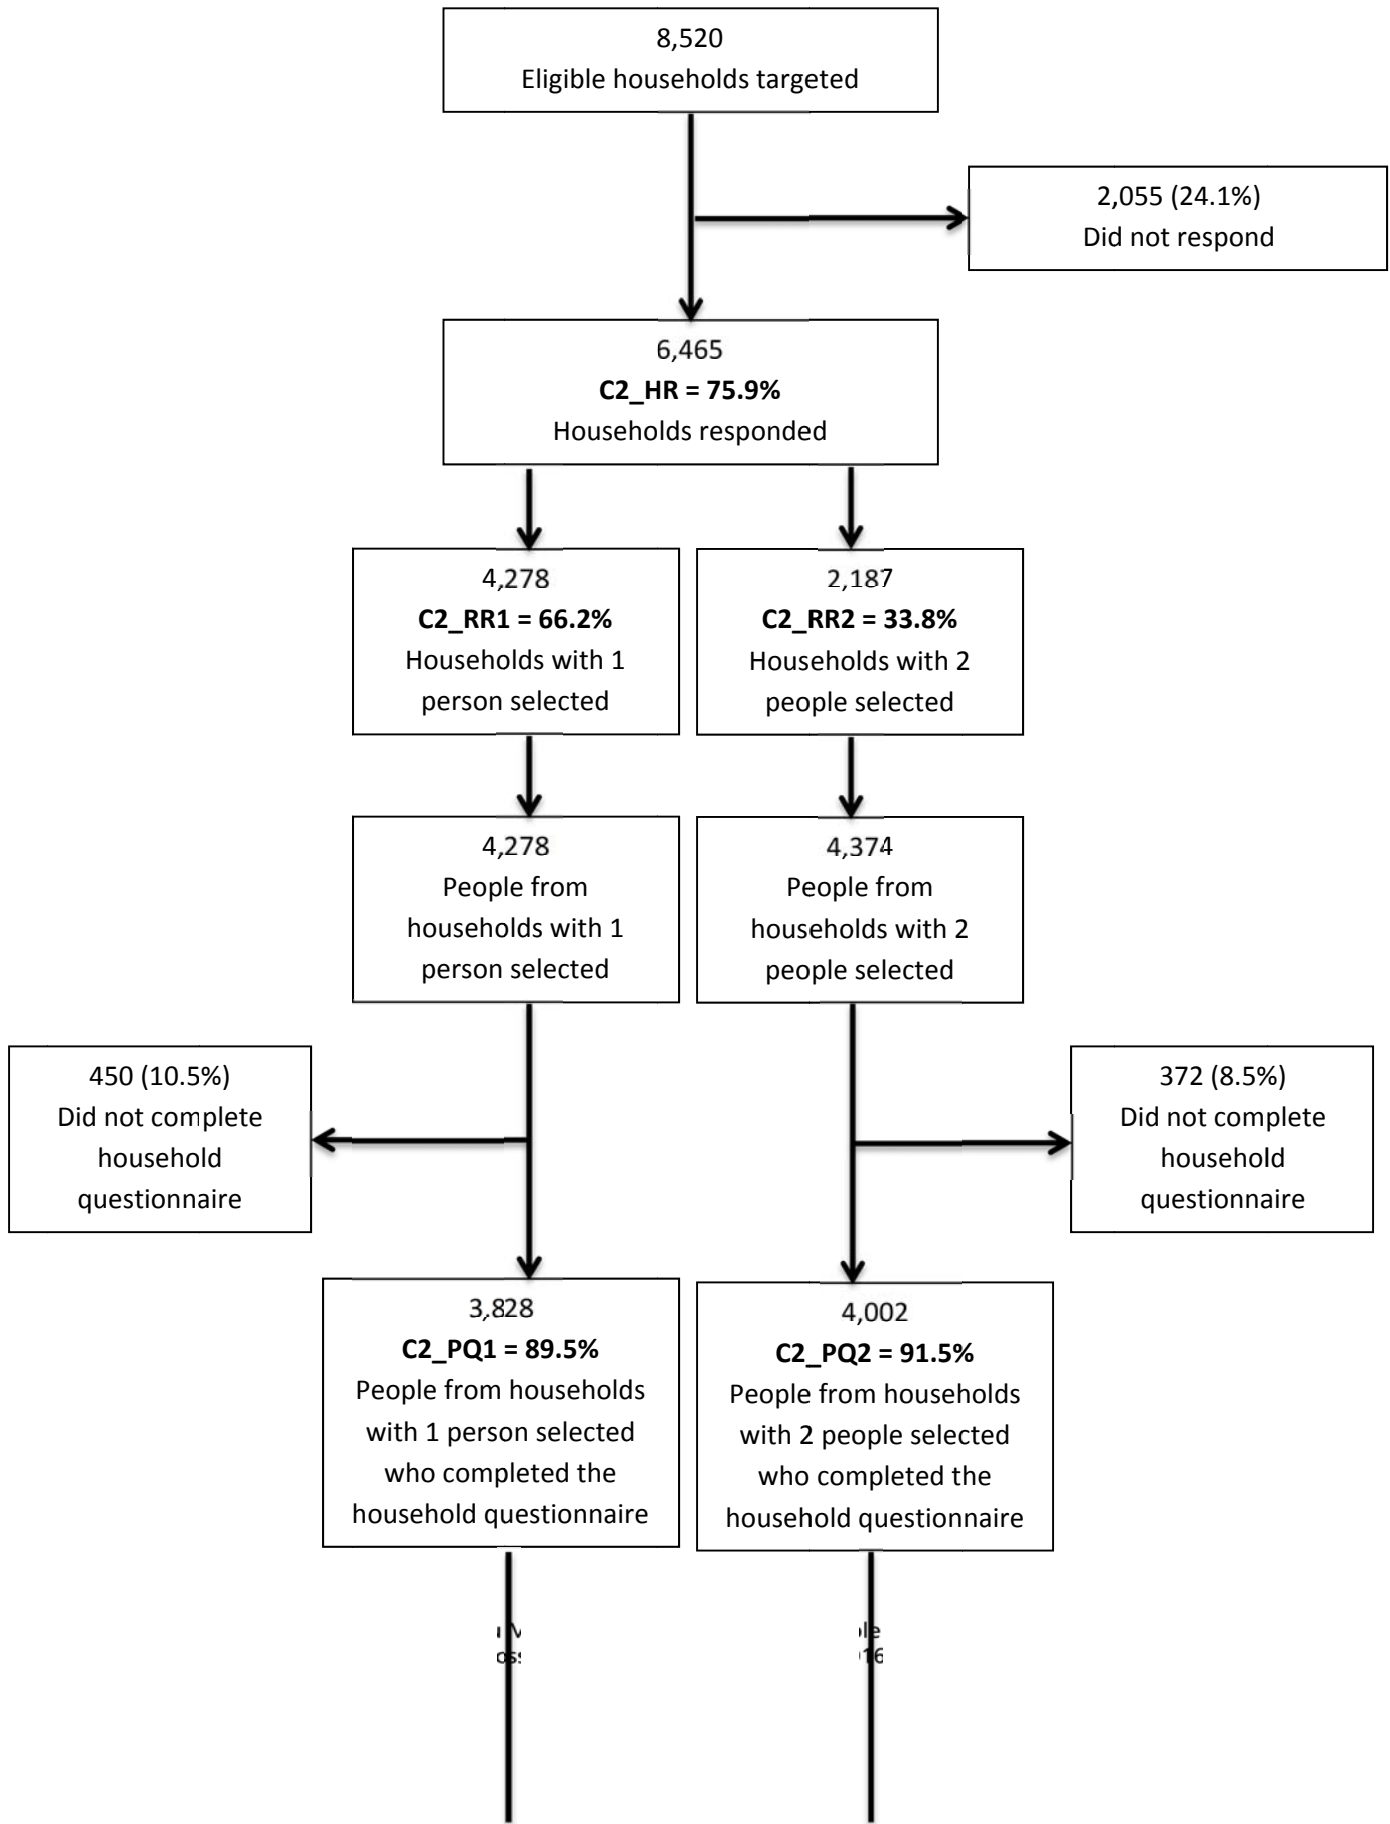 8,520
Eligible households targeted
2,055 (24.1%)
Did not respond
6,465
C2_HR = 75.9%
Households responded
4,278
C2_RR1 = 66.2%
Households with 1
person selected
2,187
C2_RR2 = 33.8%
Households with 2
people selected
4,278
People from
households with 1
person selected
4,374
People from
households with 2
people selected
450 (10.5%)
Did not complete
household
questionnaire
372 (8.5%)
Did not complete
household
questionnaire
3,828
C2_PQ1 = 89.5%
People from households
with 1 person selected
who completed the
household questionnaire
4,002
C2_PQ2 = 91.5%
People from households
with 2 people selected
who completed the
household questionnaire